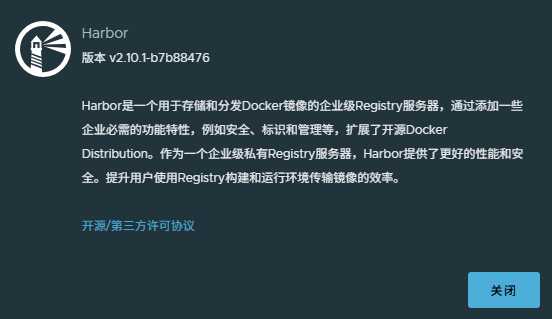 Harbor
版本 v2.10.1-b7b88476
Harbor是一个用于存储和分发Docker镜像的企业级Registry服务器，通过添加一些
企业必需的功能特性，例如安全、标识和管理等，扩展了开源Docker
Distribution。作为一个企业级私有Registry服务器，Harbor提供了更好的性能和安
全。提升用户使用Registry构建和运行环境传输镜像的效率。
开源/第三方许可协议
关闭